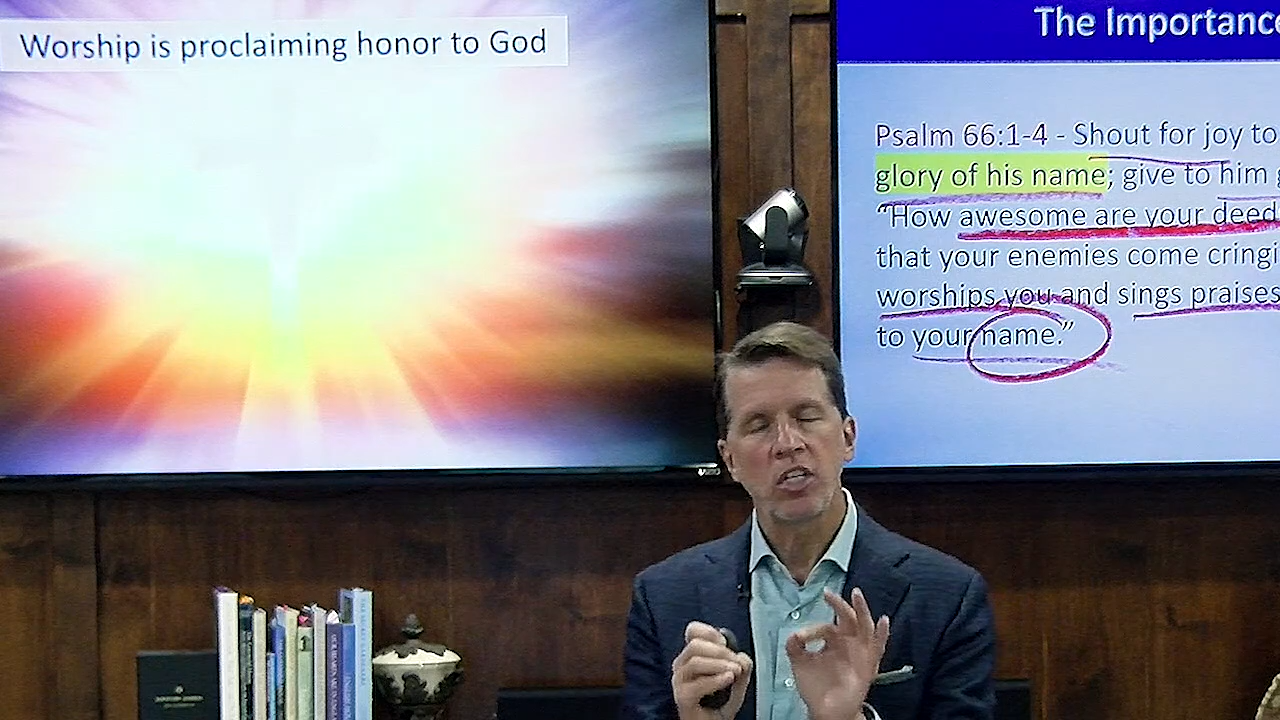 Worship is proclaiming honor to God
The Importance
Psalm 66:1-4 - Shout for joy to
glory of his name; give to him
"How awesome are your deed
that your enemies come cringi
worships you and sings praises
to your name."